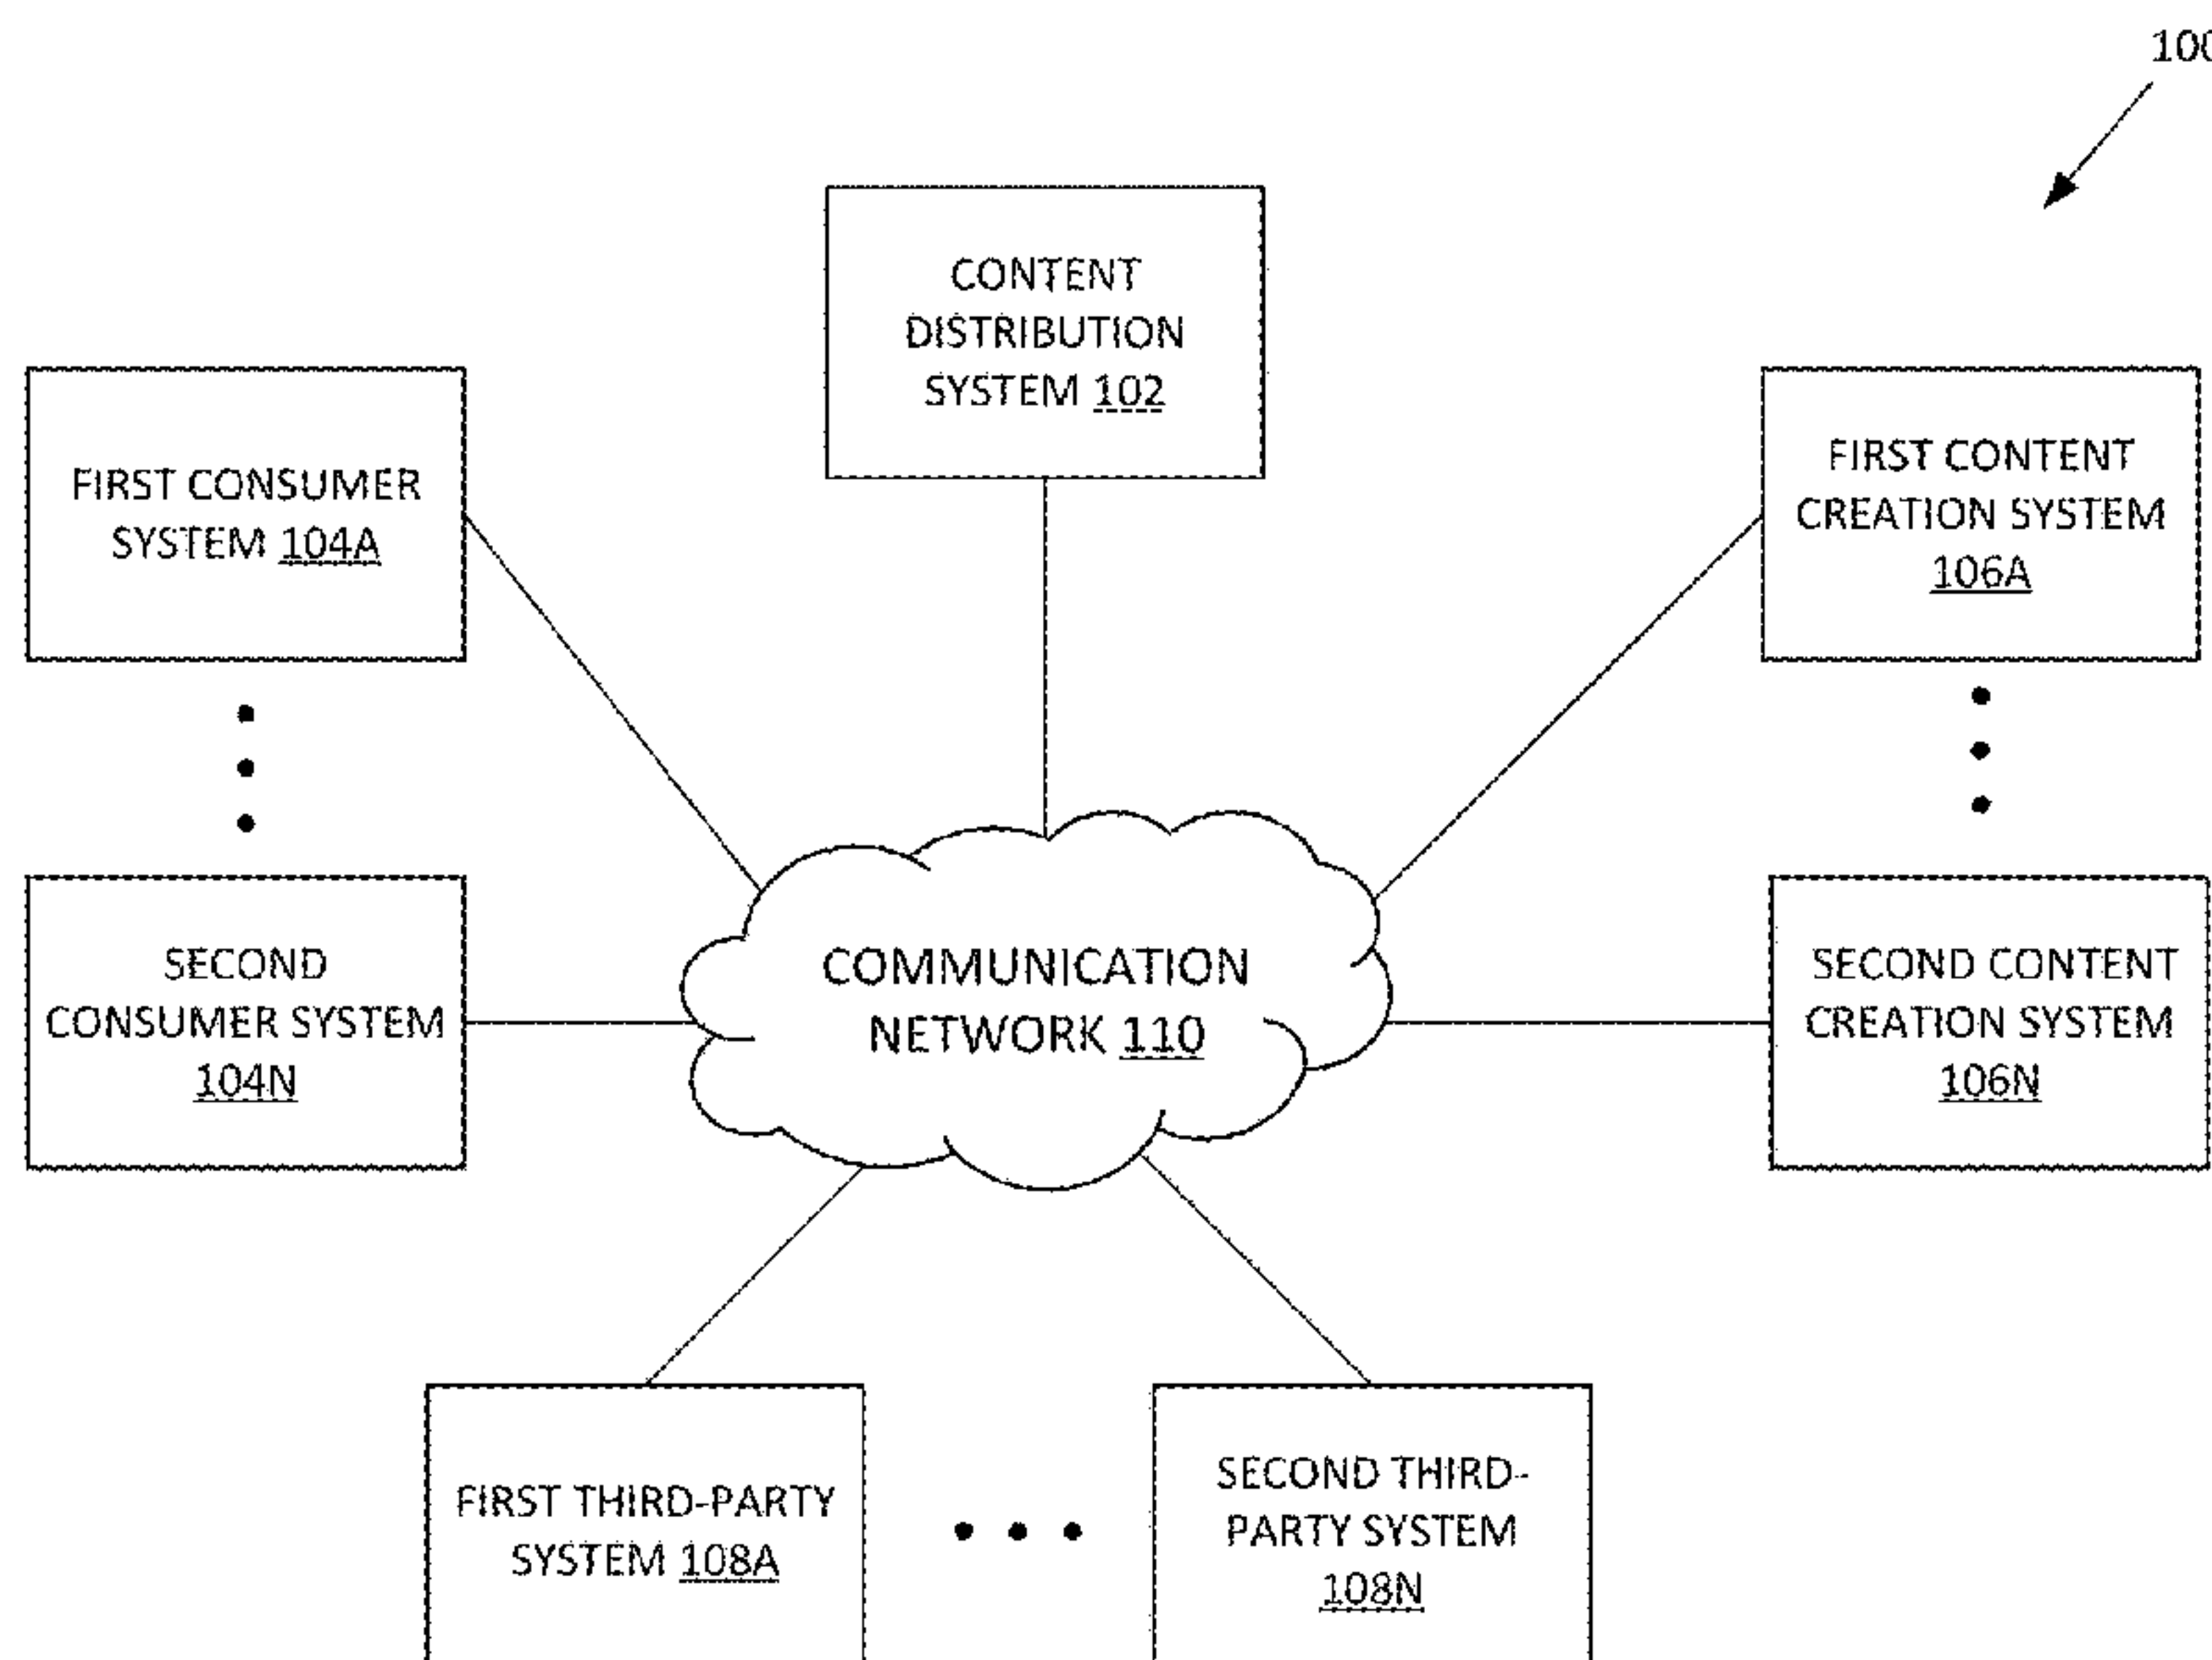 100
CONTENT
DISTRIBUTION
SYSTEM 102
FIRST CONSUMER
SYSTEM 104A
FIRST CONTENT
CREATION SYSTEM
106A
SECOND
CONSUMER SYSTEM
104N
COMMUNICATION
NETWORK 110
SECOND CONTENT
CREATION SYSTEM
106N
FIRST THIRD-PARTY
SYSTEM 108A
SECOND THIRD-
PARTY SYSTEM
108N